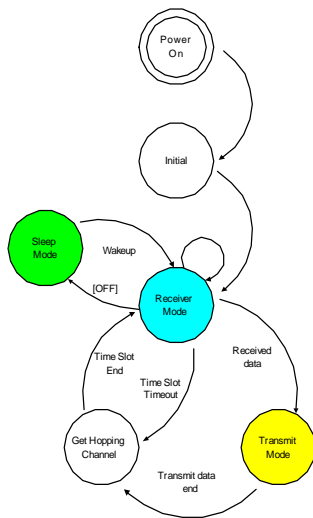 Power
On
Initial
Sleep
Mode
Wakeup
[OFF]
Receiver
Mode
Time Slot
End
Time Slot
Timeout
Received
data
Get Hopping
Channel
Transmit
Mode
Transmit data
end